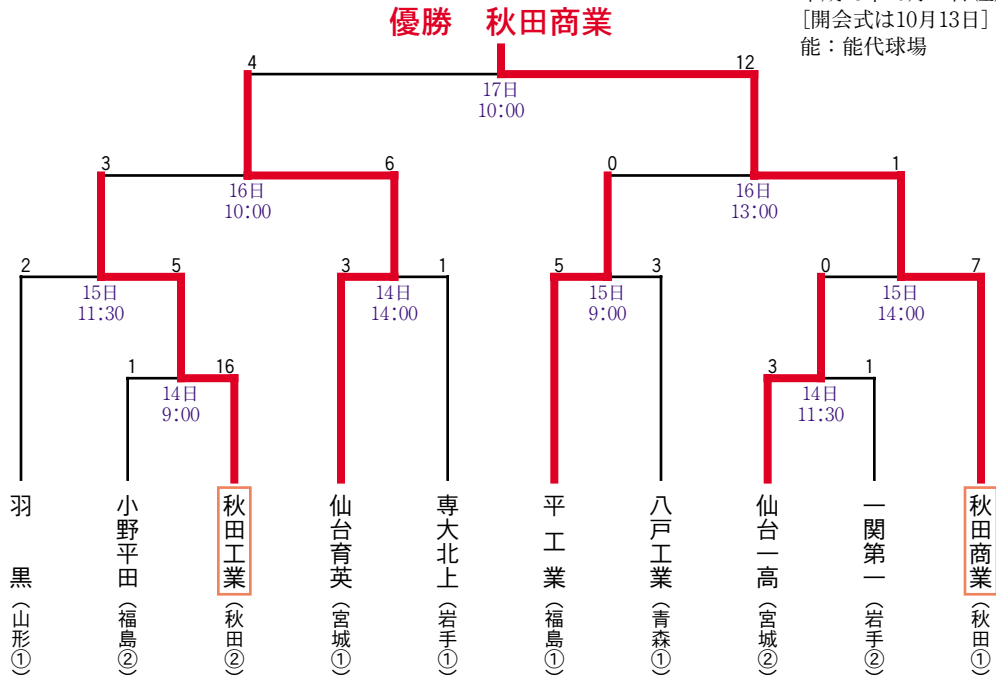 優勝　秋田商業
[開会式は10月13日]
能：能代球場
4
12
17日
10:00
3
6
0
1
16日
10:00
16日
13:00
2
5
3
1
5
3
0
7
15日
11:30
14日
14:00
15日
9:00
15日
14:00
1
16
3
1
14日
9:00
14日
11:30
羽黒（山形①）
小野平田（福島②）
秋田工業（秋田②）
仙台育英（宮城①）
専大北上（岩手①）
平工業（福島①）
八戸工業（青森①）
仙台一高（宮城②）
一関第一（岩手②）
秋田商業（秋田①）